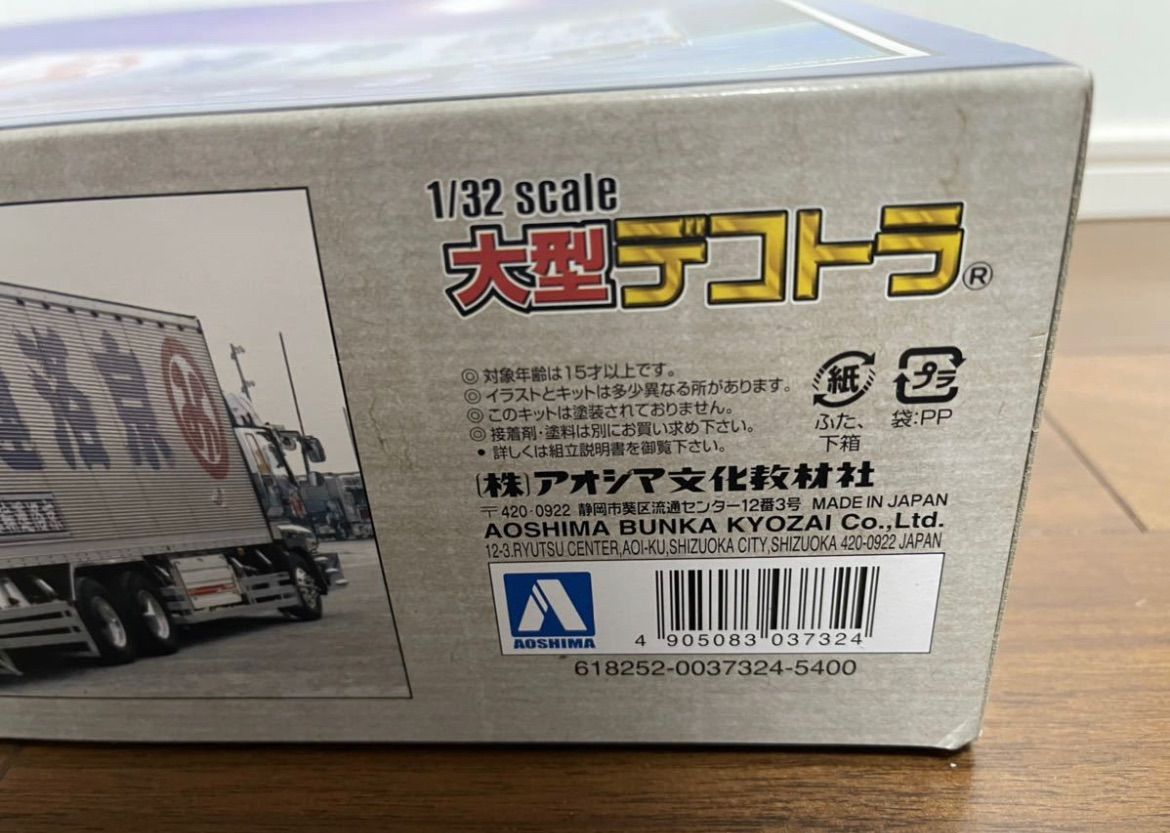 1/32 scale
大型デコトラ®
◎ 対象年齢は15才以上です。
◎ イラストとキットは多少異なる所があります。
◎ このキットは塗装されておりません。
◎ 接着剤・塗料は別にお買い求め下さい。
• 詳しくは組立説明書を御覧下さい。
紙
ふた、
下箱
プラ
袋:PP
(株)アオシマ文化教材社
〒420-0922 静岡市葵区流通センター12番3号 MADE IN JAPAN
AOSHIMA BUNKA KYOZAI Co.,Ltd.
12-3.RYUTSU CENTER,AOI-KU,SHIZUOKA CITY,SHIZUOKA 420-0922 JAPAN
AOSHIMA
4 905083 037324
618252-0037324-5400